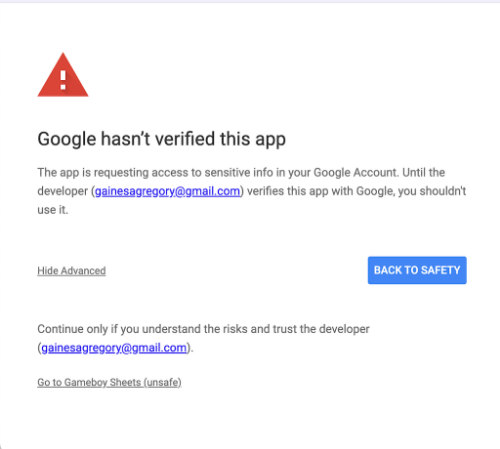 Google hasn't verified this app
The app is requesting access to sensitive info in your Google Account. Until the
developer (gainesagregory@gmail.com) verifies this app with Google, you shouldn't
use it.
Hide Advanced
BACK TO SAFETY
Continue only if you understand the risks and trust the developer
(gainesagregory@gmail.com).
Go to Gameboy Sheets (unsafe)